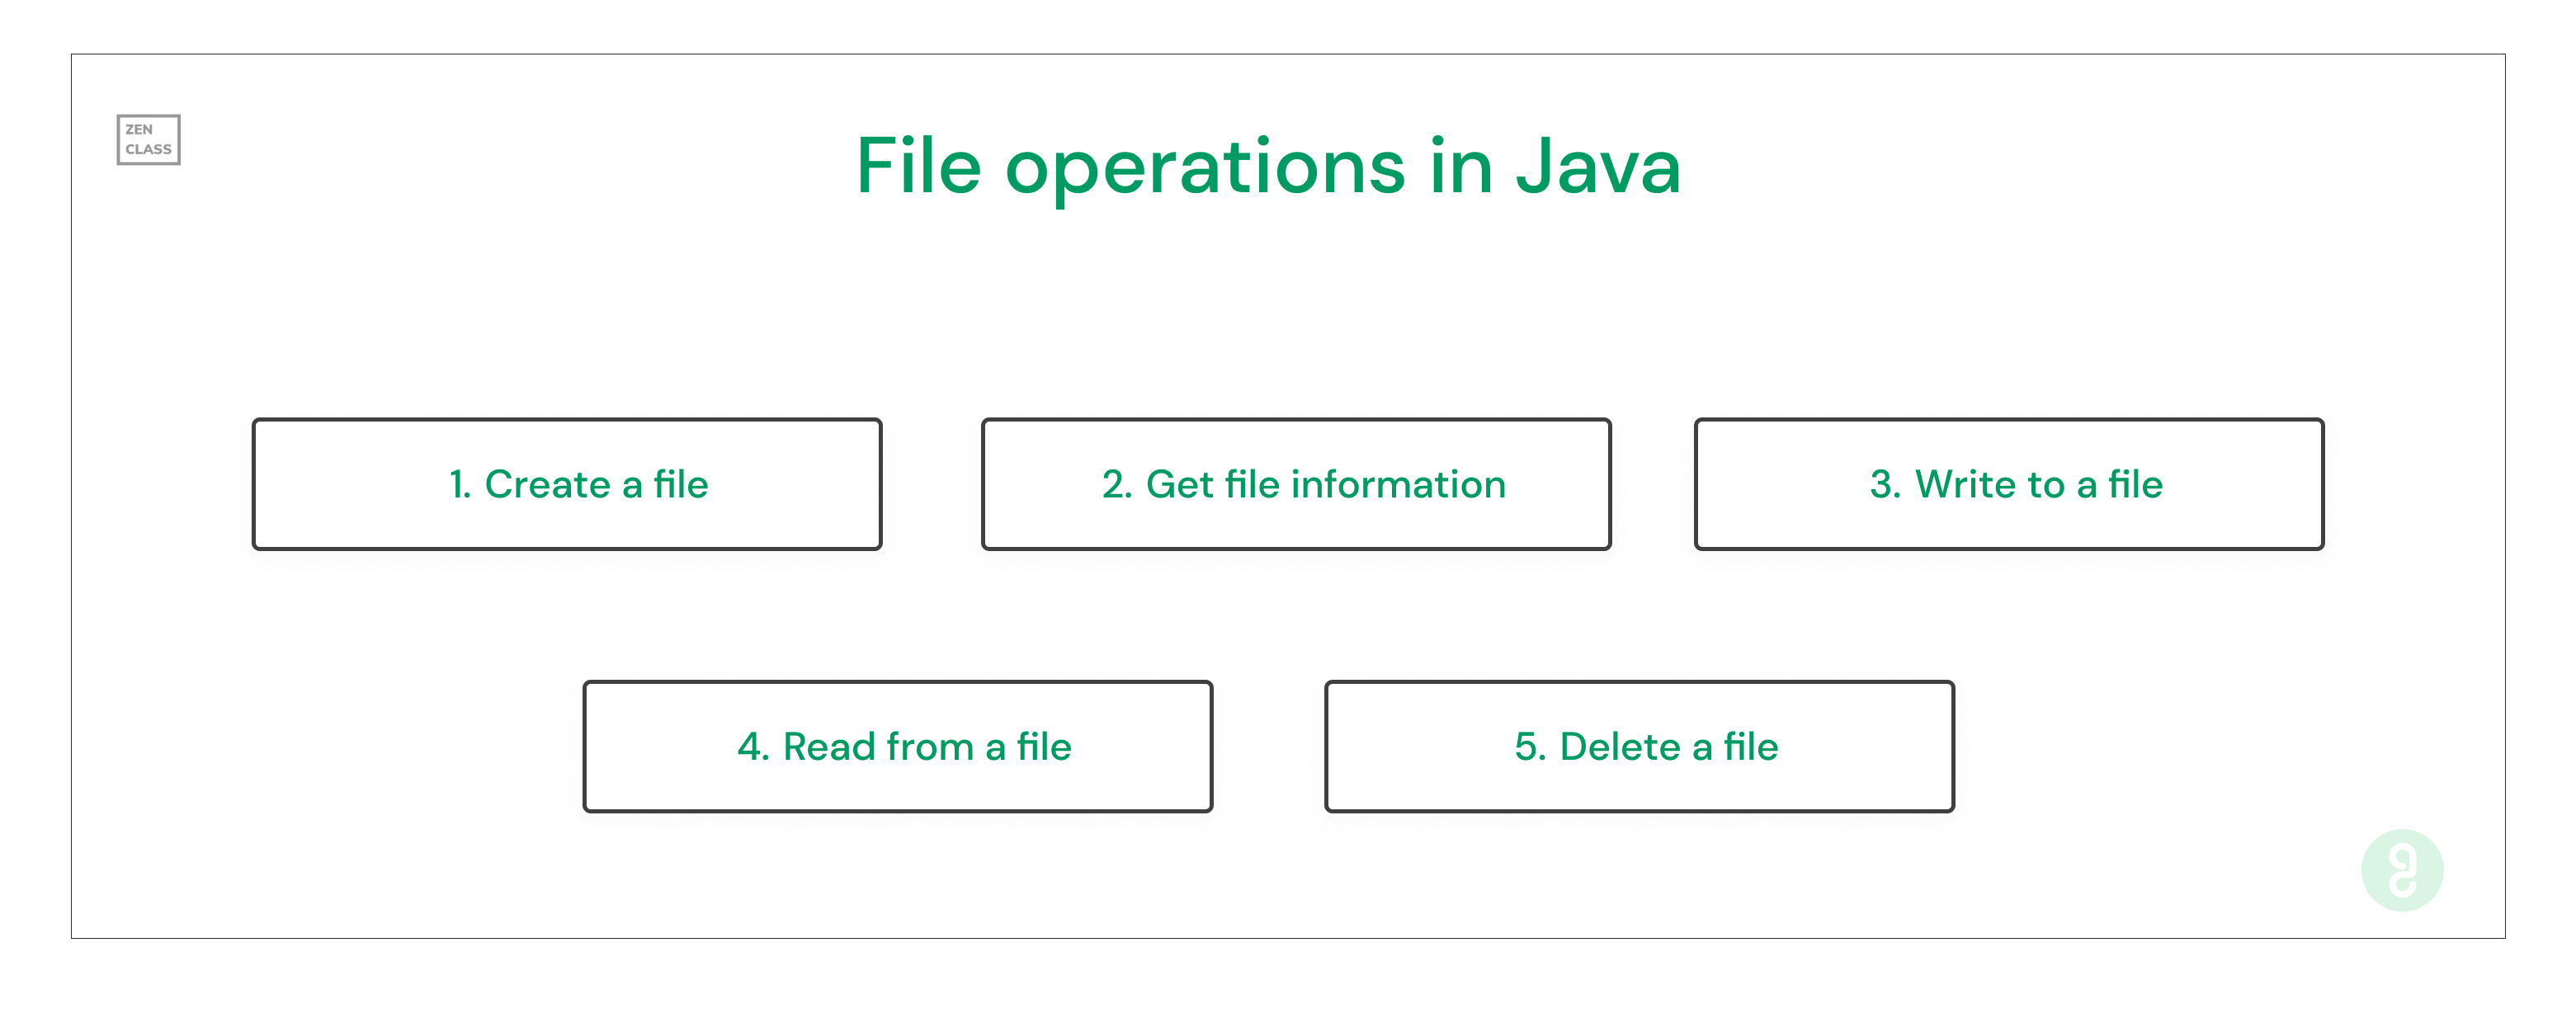 ZEN
CLASS
File operations in Java
1. Create a file
2. Get file information
3. Write to a file
4. Read from a file
5. Delete a file